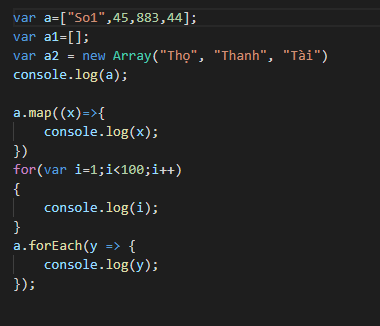 var a=["So1",45,883,44];
var a1=[];
var a2 = new Array("Thọ", "Thanh", "Tài")
console.log(a);
a.map((x)=>{
    console.log(x);
})
for(var i=1;i<100;i++)
{
    console.log(i);
}
a.forEach(y => {
    console.log(y);
});